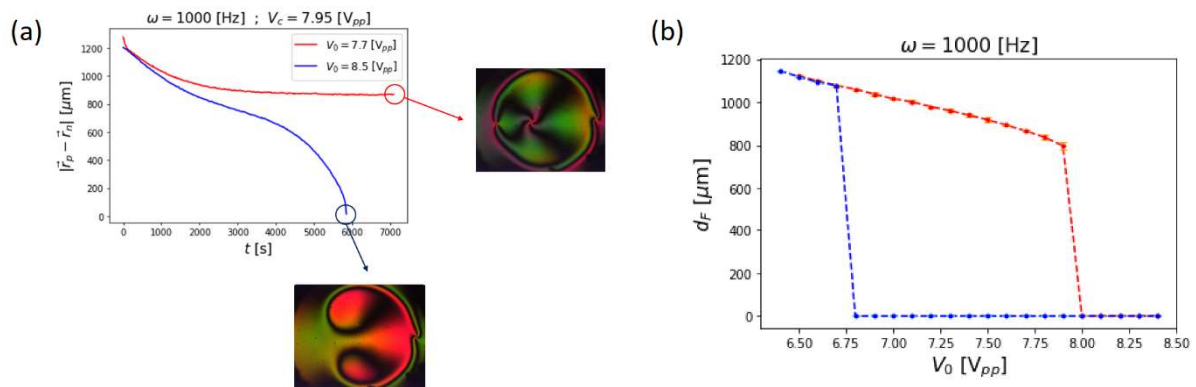 (a)
ω = 1000 [Hz] ; V_c = 7.95 [V_pp]
V_0 = 7.7 [V_pp]
V_0 = 8.5 [V_pp]
|r⃗_p − r⃗_n| [μm]
1200
1000
800
600
400
200
0
0 1000 2000 3000 4000 5000 6000 7000
t [s]
(b)
ω = 1000 [Hz]
d_F [μm]
1200
1000
800
600
400
200
0
6.50 6.75 7.00 7.25 7.50 7.75 8.00 8.25 8.50
V_0 [V_pp]